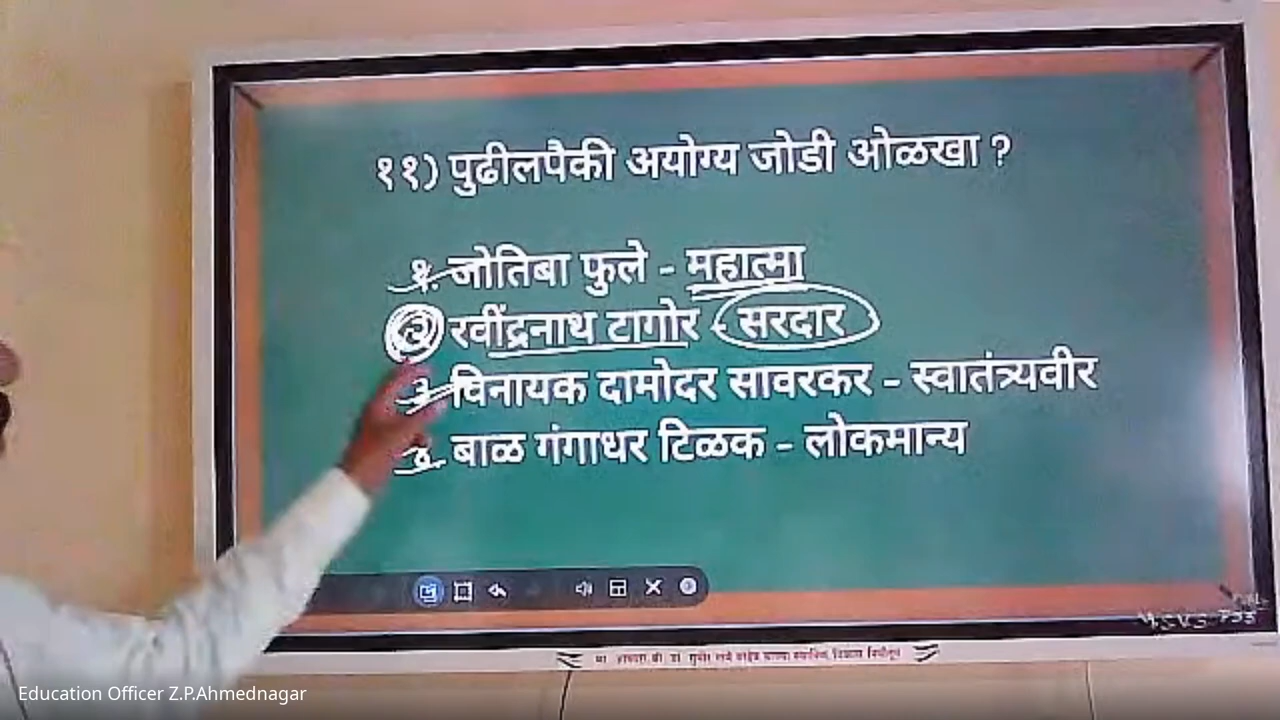 ११) पुढीलपैकी अयोग्य जोडी ओळखा ?
१. जोतिबा फुले - महात्मा
२ रवींद्रनाथ टागोर - सरदार
३ विनायक दामोदर सावरकर - स्वातंत्र्यवीर
४. बाळ गंगाधर टिळक - लोकमान्य
Education Officer Z.P.Ahmednagar